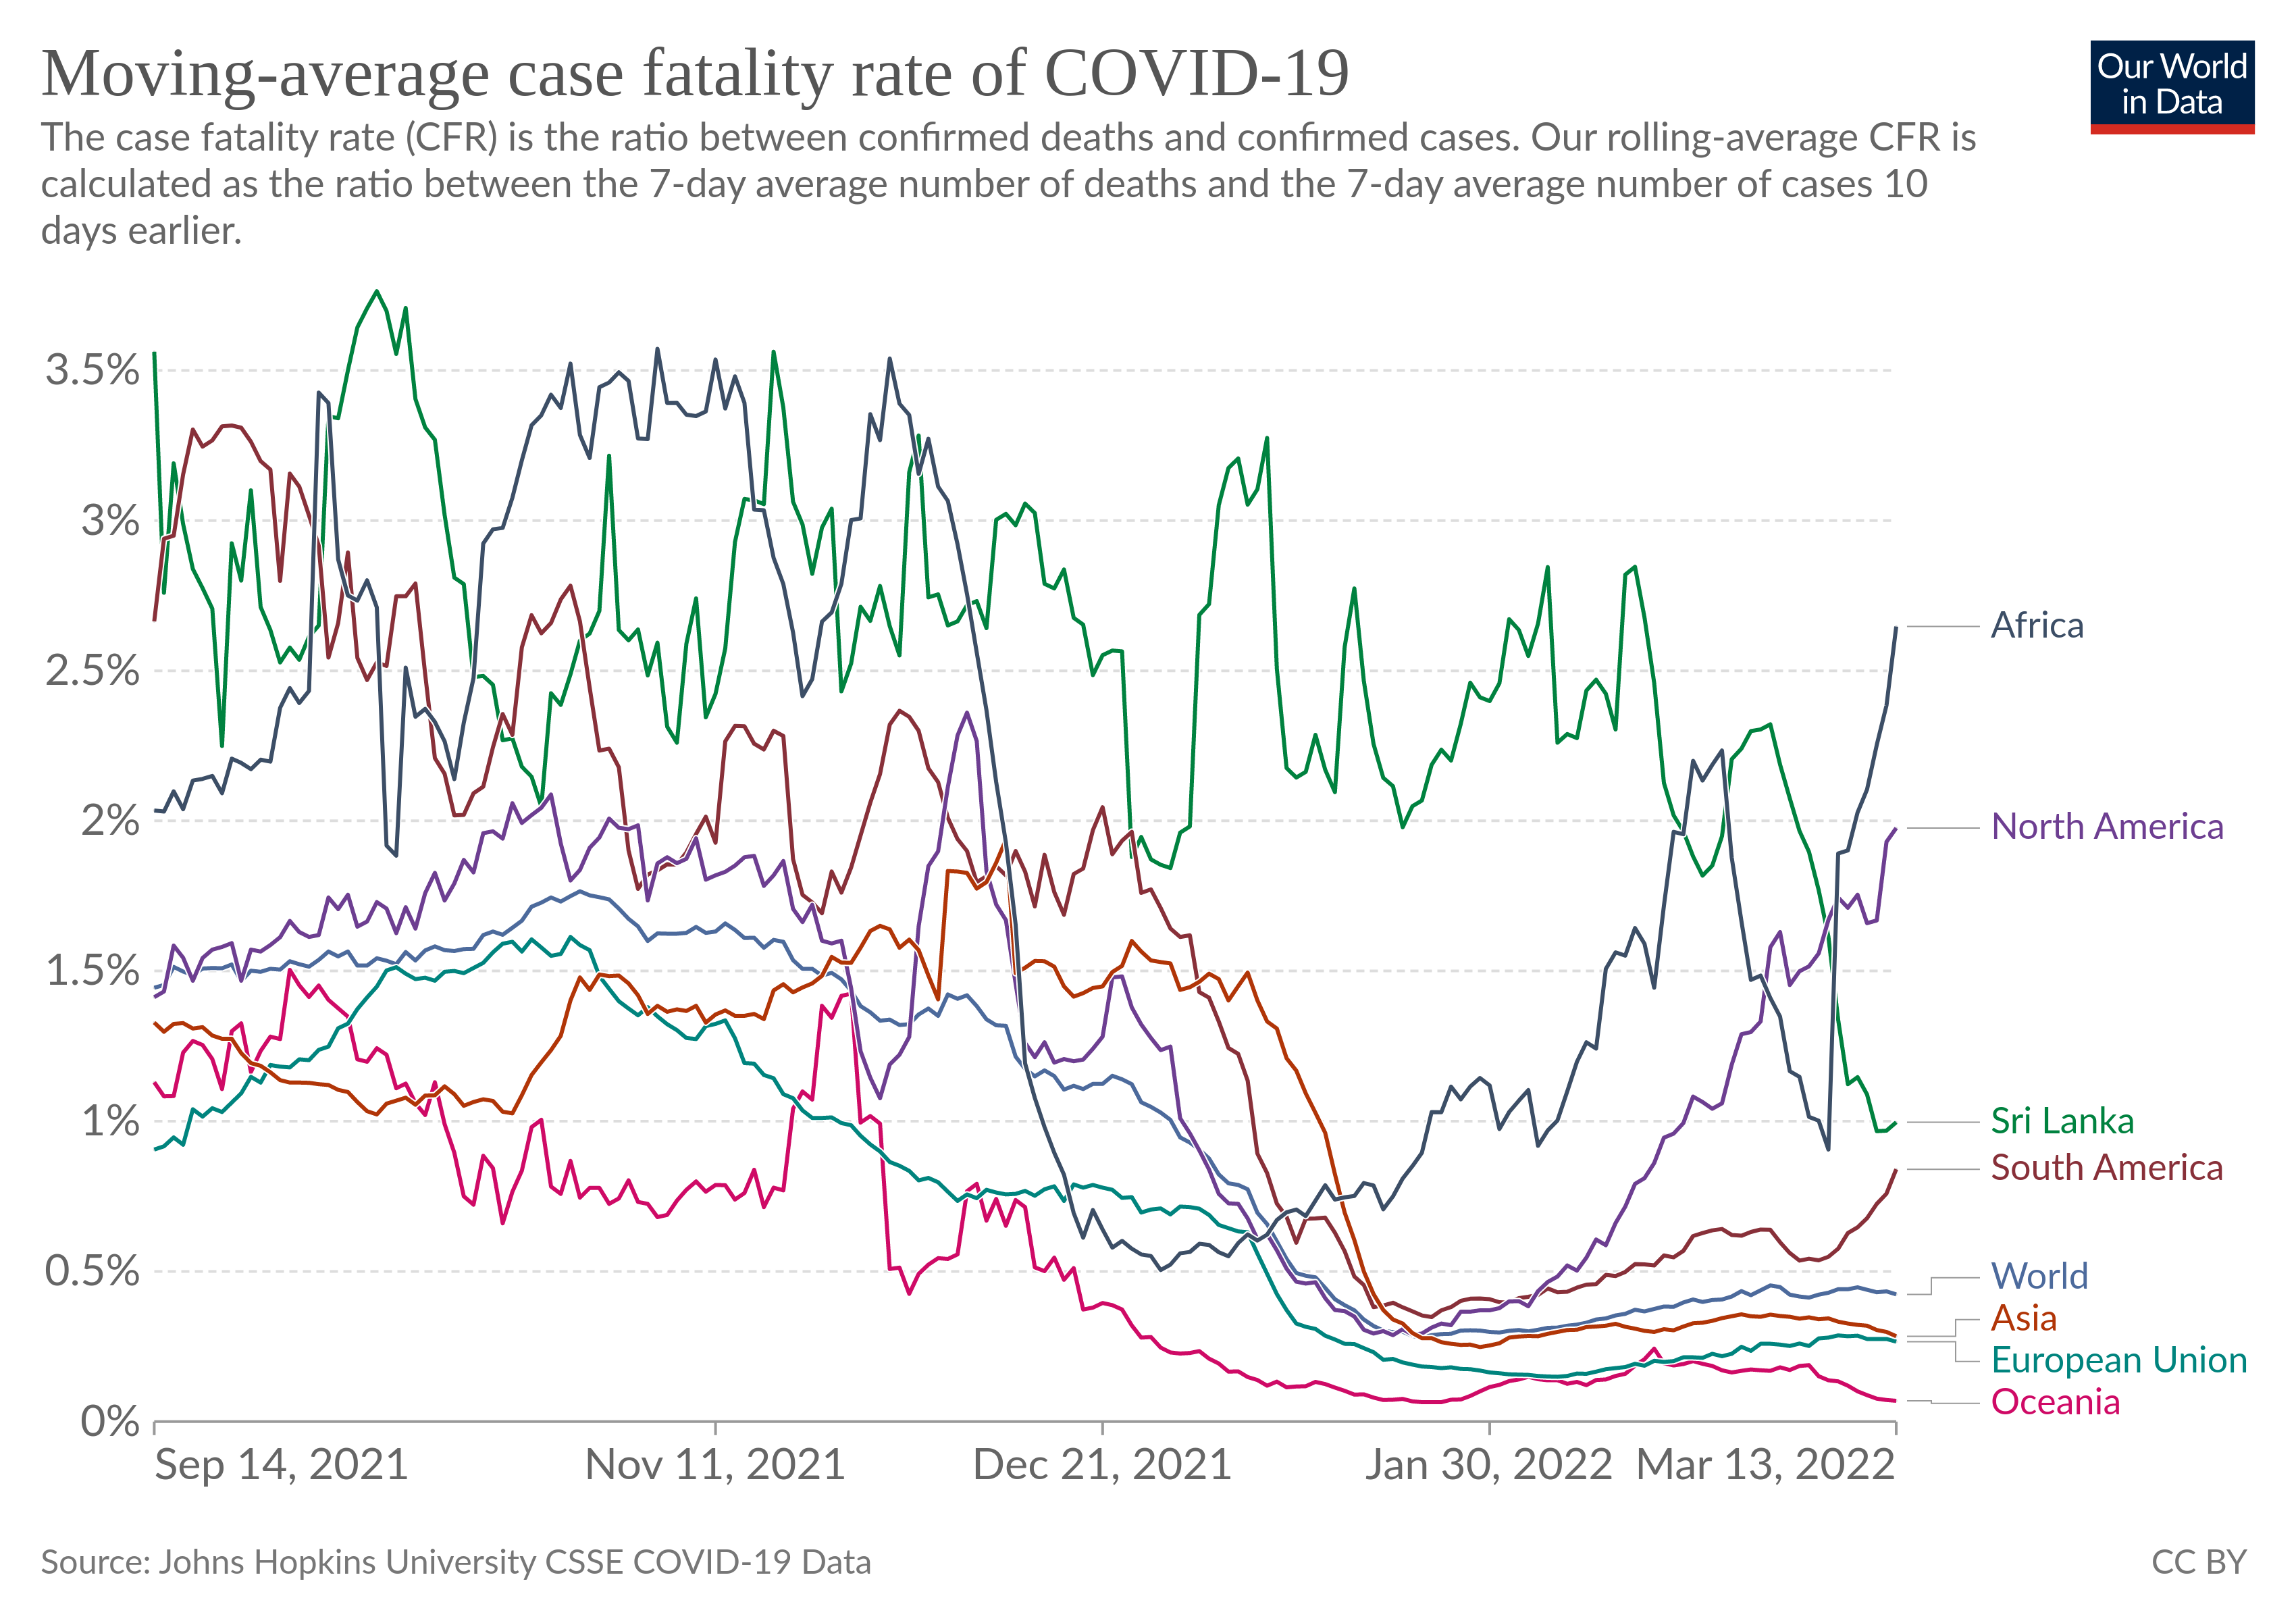 Moving-average case fatality rate of COVID-19
Our World
in Data
The case fatality rate (CFR) is the ratio between confirmed deaths and confirmed cases. Our rolling-average CFR is
calculated as the ratio between the 7-day average number of deaths and the 7-day average number of cases 10
days earlier.
3.5%
3%
2.5%
2%
1.5%
1%
0.5%
0%
Africa
North America
Sri Lanka
South America
World
Asia
European Union
Oceania
Sep 14, 2021
Nov 11, 2021
Dec 21, 2021
Jan 30, 2022
Mar 13, 2022
Source: Johns Hopkins University CSSE COVID-19 Data
CC BY